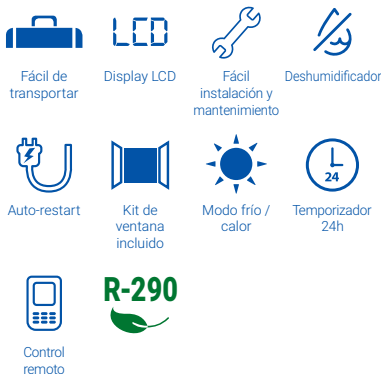 LCD
Fácil de
transportar
Display LCD
Fácil
instalación y
mantenimiento
Deshumidificador
24
Auto-restart
Kit de
ventana
incluido
Modo frío /
calor
Temporizador
24h
R-290
Control
remoto